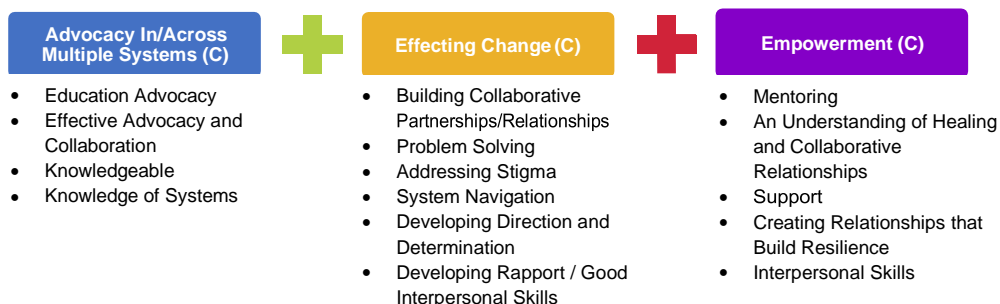 Advocacy In/Across
Multiple Systems (C)
• Education Advocacy
• Effective Advocacy and
Collaboration
• Knowledgeable
• Knowledge of Systems
Effecting Change (C)
• Building Collaborative
Partnerships/Relationships
• Problem Solving
• Addressing Stigma
• System Navigation
• Developing Direction and
Determination
• Developing Rapport / Good
Interpersonal Skills
Empowerment (C)
• Mentoring
• An Understanding of Healing
and Collaborative
Relationships
• Support
• Creating Relationships that
Build Resilience
• Interpersonal Skills